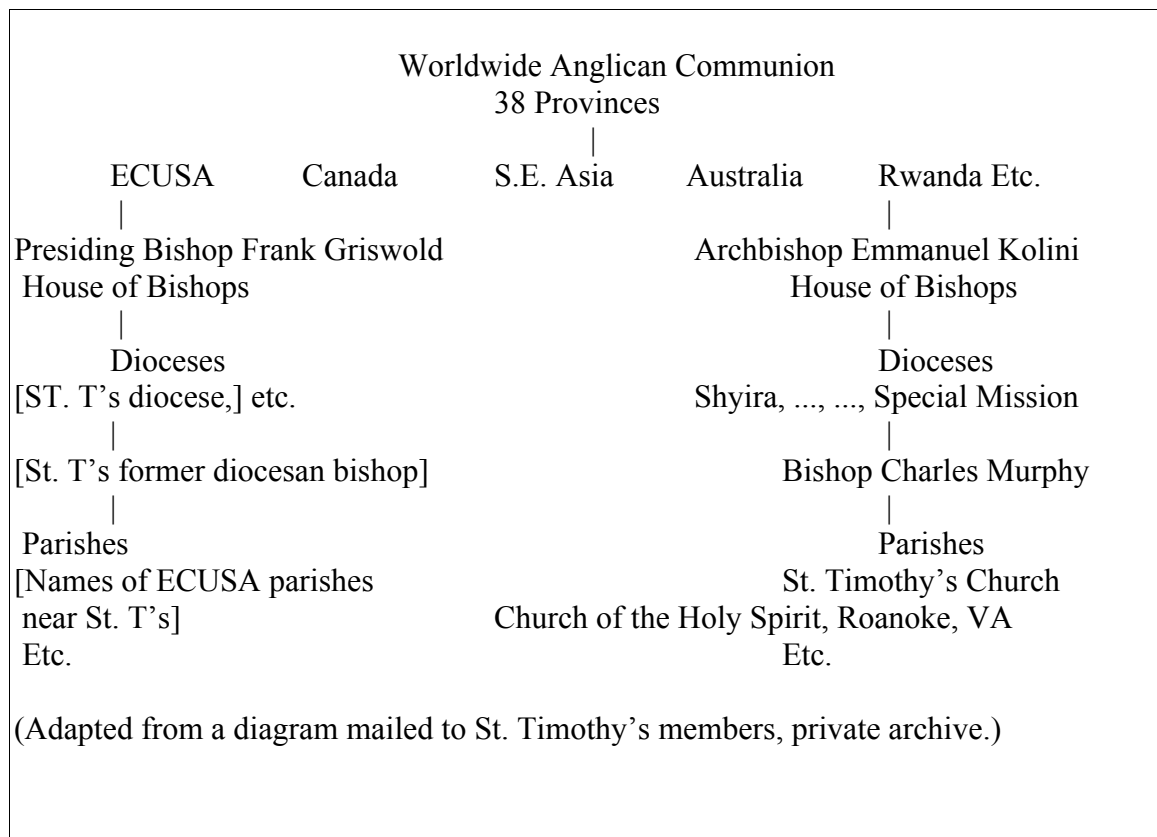 Worldwide Anglican Communion
38 Provinces
|
ECUSA Canada S.E. Asia Australia Rwanda Etc.
| |
Presiding Bishop Frank Griswold Archbishop Emmanuel Kolini
House of Bishops House of Bishops
| |
Dioceses Dioceses
[ST. T’s diocese,] etc. Shyira, ..., ..., Special Mission
| |
[St. T’s former diocesan bishop] Bishop Charles Murphy
| |
Parishes Parishes
[Names of ECUSA parishes St. Timothy’s Church
near St. T’s] Church of the Holy Spirit, Roanoke, VA
Etc. Etc.
(Adapted from a diagram mailed to St. Timothy’s members, private archive.)